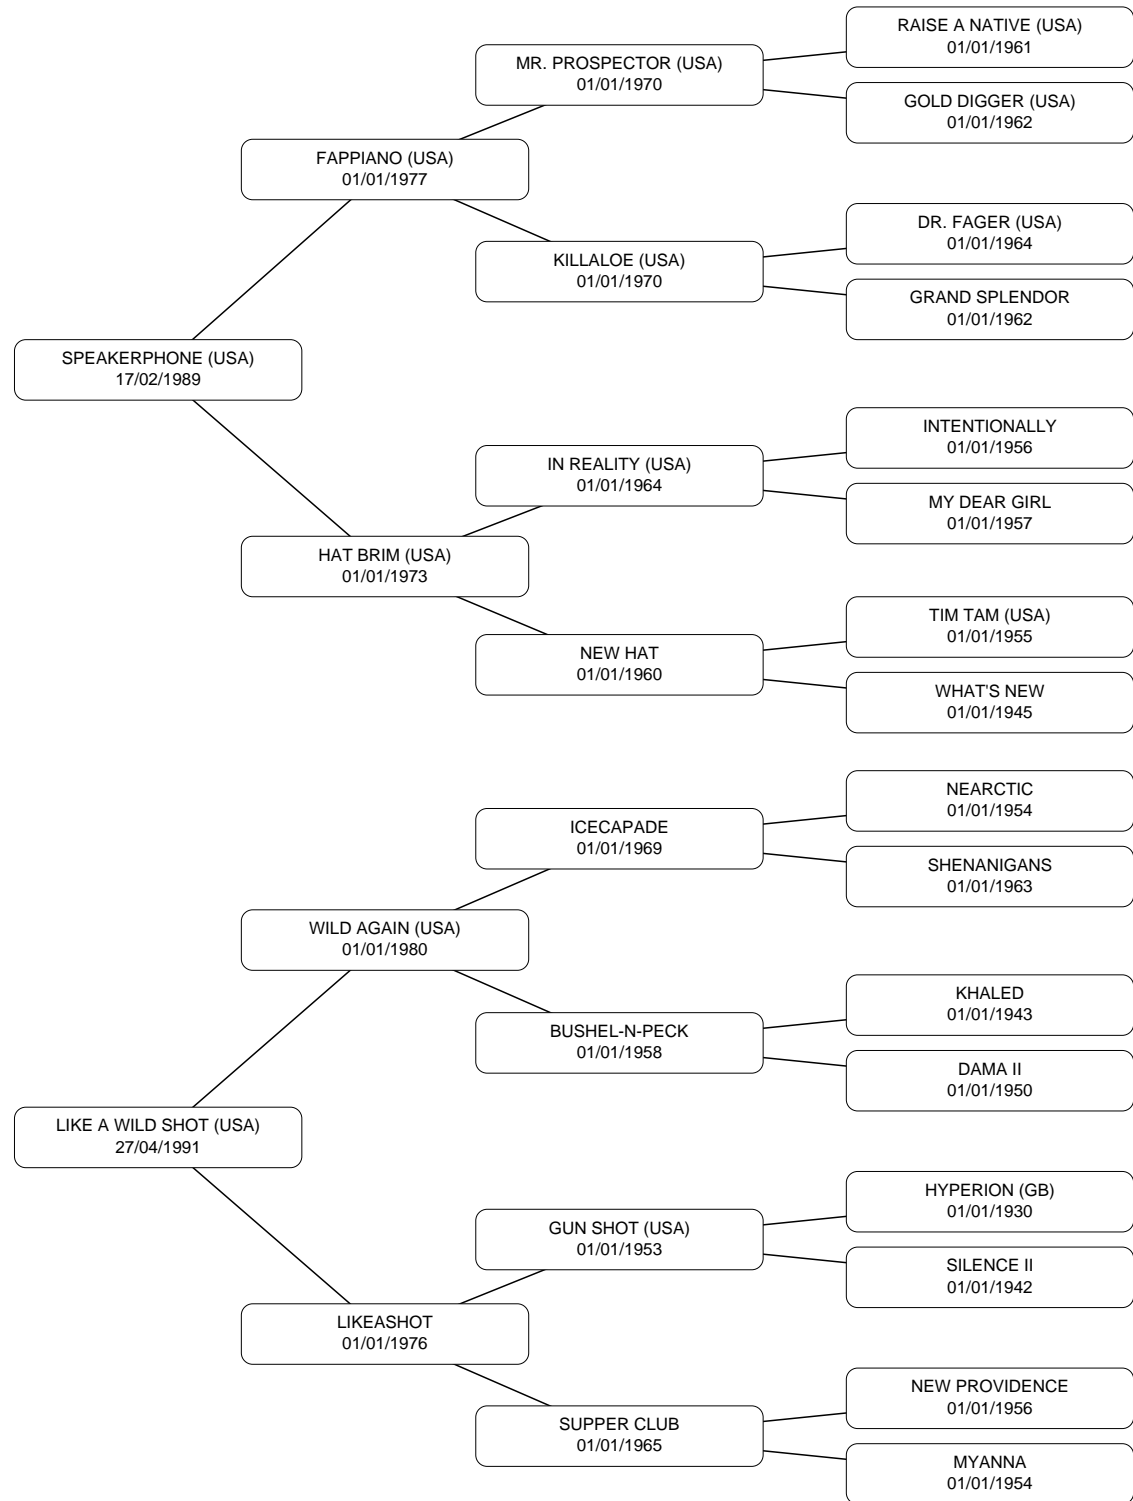 RAISE A NATIVE (USA)
01/01/1961
MR. PROSPECTOR (USA)
01/01/1970
GOLD DIGGER (USA)
01/01/1962
FAPPIANO (USA)
01/01/1977
DR. FAGER (USA)
01/01/1964
KILLALOE (USA)
01/01/1970
GRAND SPLENDOR
01/01/1962
SPEAKERPHONE (USA)
17/02/1989
INTENTIONALLY
01/01/1956
IN REALITY (USA)
01/01/1964
MY DEAR GIRL
01/01/1957
HAT BRIM (USA)
01/01/1973
TIM TAM (USA)
01/01/1955
NEW HAT
01/01/1960
WHAT'S NEW
01/01/1945
NEARCTIC
01/01/1954
ICECAPADE
01/01/1969
SHENANIGANS
01/01/1963
WILD AGAIN (USA)
01/01/1980
KHALED
01/01/1943
BUSHEL-N-PECK
01/01/1958
DAMA II
01/01/1950
LIKE A WILD SHOT (USA)
27/04/1991
HYPERION (GB)
01/01/1930
GUN SHOT (USA)
01/01/1953
SILENCE II
01/01/1942
LIKEASHOT
01/01/1976
NEW PROVIDENCE
01/01/1956
SUPPER CLUB
01/01/1965
MYANNA
01/01/1954